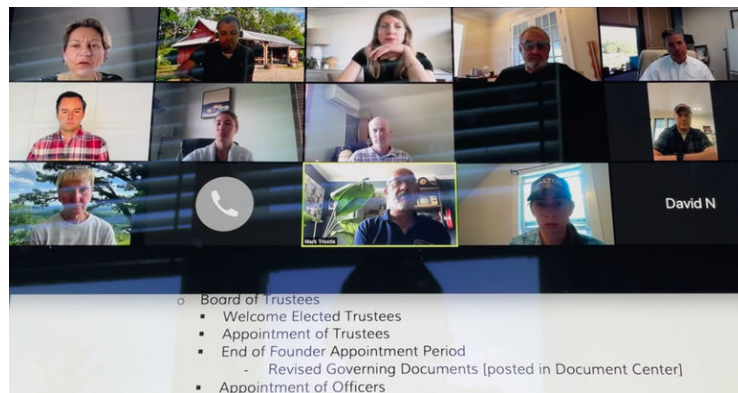 Mark Trostle
David N
○ Board of Trustees
▪ Welcome Elected Trustees
▪ Appointment of Trustees
▪ End of Founder Appointment Period
- Revised Governing Documents [posted in Document Center]
▪ Appointment of Officers